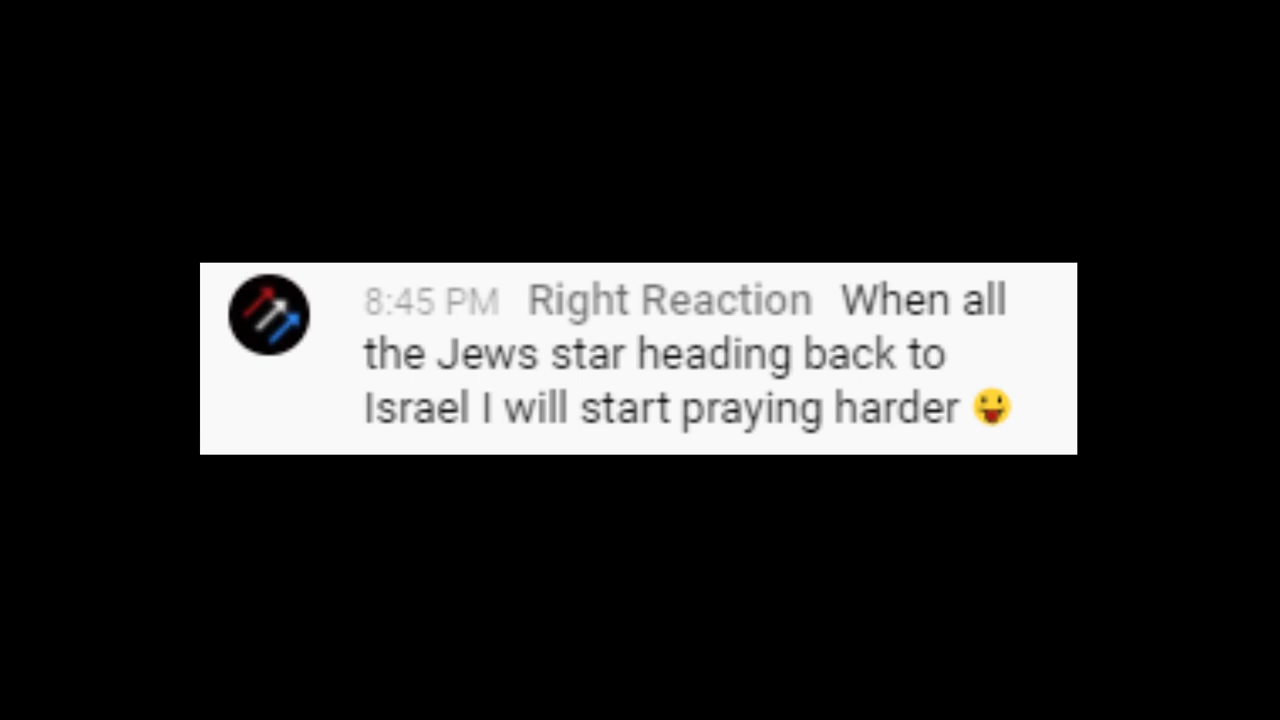 8:45 PM Right Reaction When all
the Jews star heading back to
Israel I will start praying harder 😛